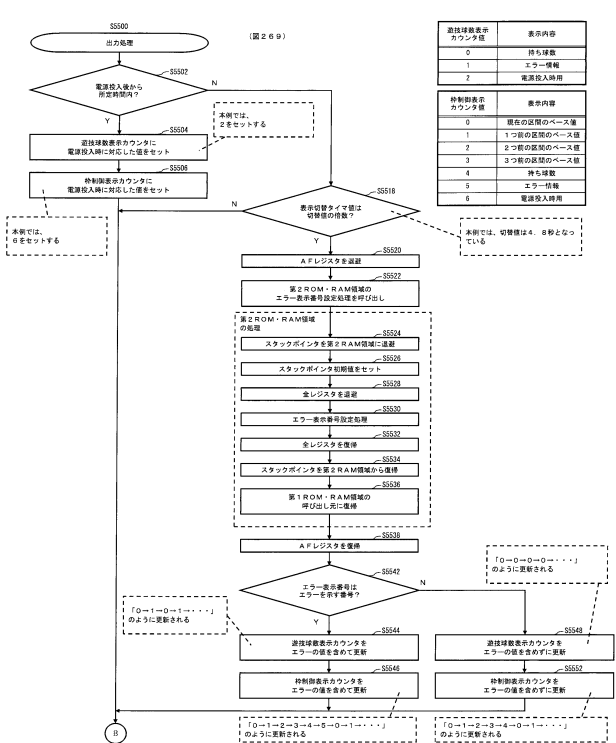 S5500
出力処理
(図269)
S5502
電源投入後から
所定時間内?
N
Y
本例では、
2をセットする
S5504
遊技球数表示カウンタに
電源投入時に対応した値をセット
S5506
枠制御表示カウンタに
電源投入時に対応した値をセット
本例では、
6をセットする
遊技球数表示
カウンタ値
表示内容
0
持ち球数
1
エラー情報
2
電源投入時用
枠制御表示
カウンタ値
表示内容
0
現在の区間のベース値
1
1つ前の区間のベース値
2
2つ前の区間のベース値
3
3つ前の区間のベース値
4
持ち球数
5
エラー情報
6
電源投入時用
S5518
表示切替タイマ値は
切替値の倍数?
N
Y
本例では、切替値は4.8秒となっ
ている
S5520
AFレジスタを退避
S5522
第2ROM・RAM領域の
エラー表示番号設定処理を呼び出し
第2ROM・RAM領域
の処理
S5524
スタックポインタを第2RAM領域に退避
S5526
スタックポインタ初期値をセット
S5528
全レジスタを退避
S5530
エラー表示番号設定処理
S5532
全レジスタを復帰
S5534
スタックポインタを第2RAM領域から復帰
S5536
第1ROM・RAM領域の
呼び出し元に復帰
S5538
AFレジスタを復帰
S5542
エラー表示番号は
エラーを示す番号?
N
Y
「0→0→0→0→・・・」
のように更新される
「0→1→0→1→・・・」
のように更新される
S5544
遊技球数表示カウンタを
エラーの値を含めて更新
S5546
枠制御表示カウンタを
エラーの値を含めて更新
S5548
遊技球数表示カウンタを
エラーの値を含めずに更新
S5552
枠制御表示カウンタを
エラーの値を含めずに更新
「0→1→2→3→4→5→0→1→・・・」
のように更新される
「0→1→2→3→4→0→1→・・・」
のように更新される
B